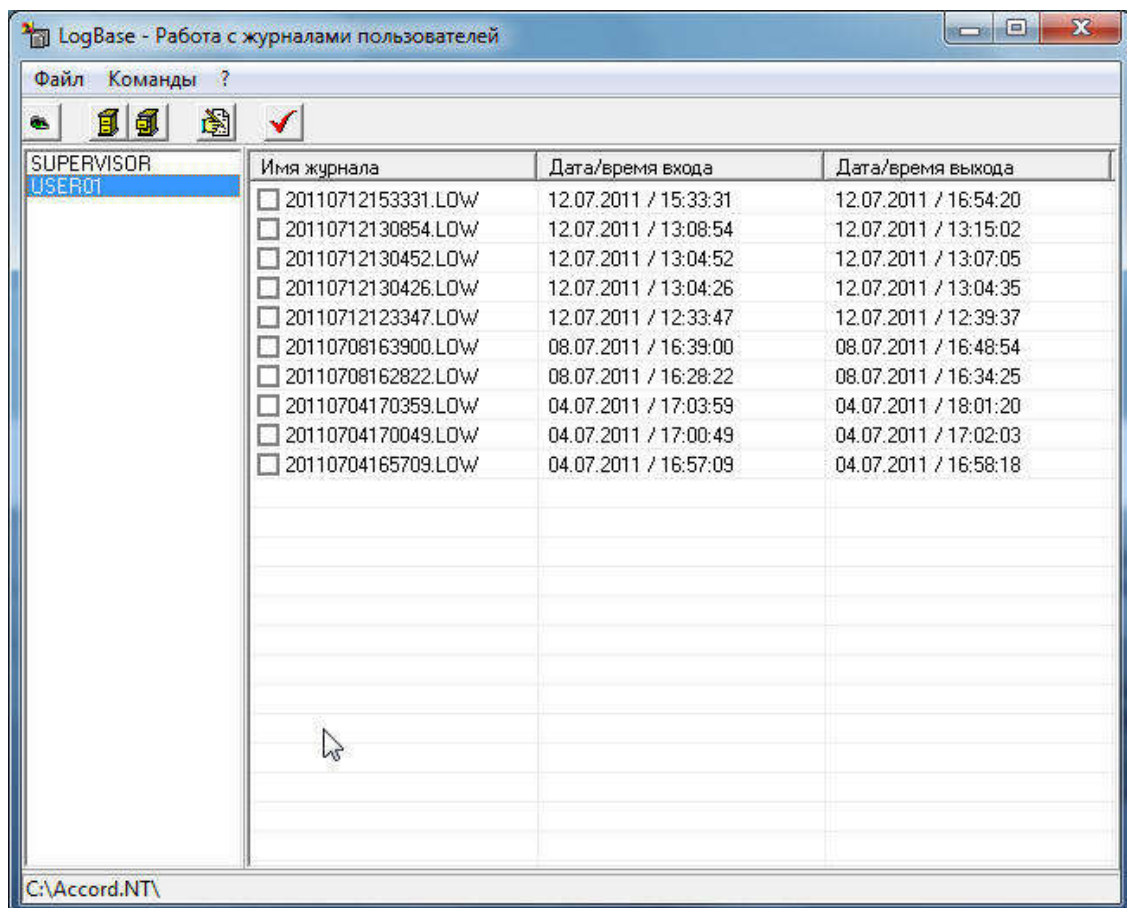 LogBase - Работа с журналами пользователей
Файл Команды ?
SUPERVISOR
USER01
Имя журнала Дата/время входа Дата/время выхода
20110712153331.LOW 12.07.2011 / 15:33:31 12.07.2011 / 16:54:20
20110712130854.LOW 12.07.2011 / 13:08:54 12.07.2011 / 13:15:02
20110712130452.LOW 12.07.2011 / 13:04:52 12.07.2011 / 13:07:05
20110712130426.LOW 12.07.2011 / 13:04:26 12.07.2011 / 13:04:35
20110712123347.LOW 12.07.2011 / 12:33:47 12.07.2011 / 12:39:37
20110708163900.LOW 08.07.2011 / 16:39:00 08.07.2011 / 16:48:54
20110708162822.LOW 08.07.2011 / 16:28:22 08.07.2011 / 16:34:25
20110704170359.LOW 04.07.2011 / 17:03:59 04.07.2011 / 18:01:20
20110704170049.LOW 04.07.2011 / 17:00:49 04.07.2011 / 17:02:03
20110704165709.LOW 04.07.2011 / 16:57:09 04.07.2011 / 16:58:18
C:\Accord.NT\